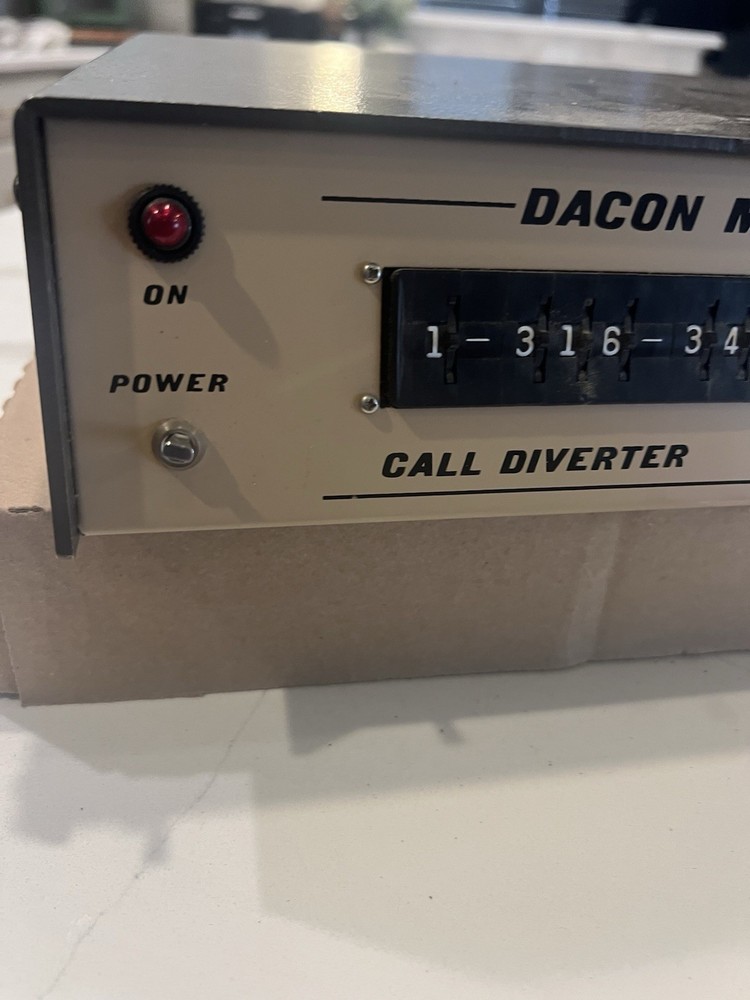 DACON M
ON
1-316-34
POWER
CALL DIVERTER